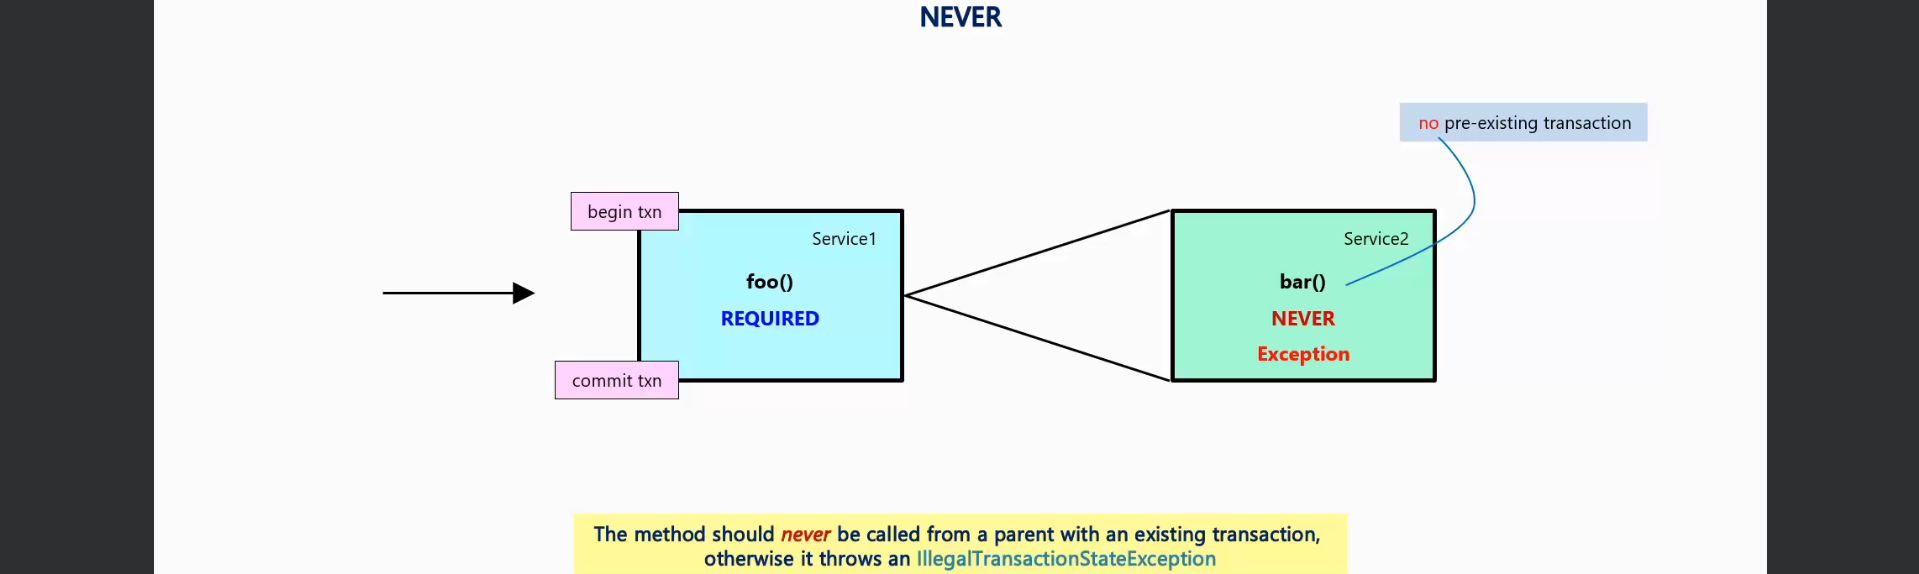 NEVER
no pre-existing transaction
begin txn
Service1
Service2
foo()
bar()
REQUIRED
NEVER
Exception
commit txn
The method should never be called from a parent with an existing transaction,
otherwise it throws an IllegalTransactionStateException